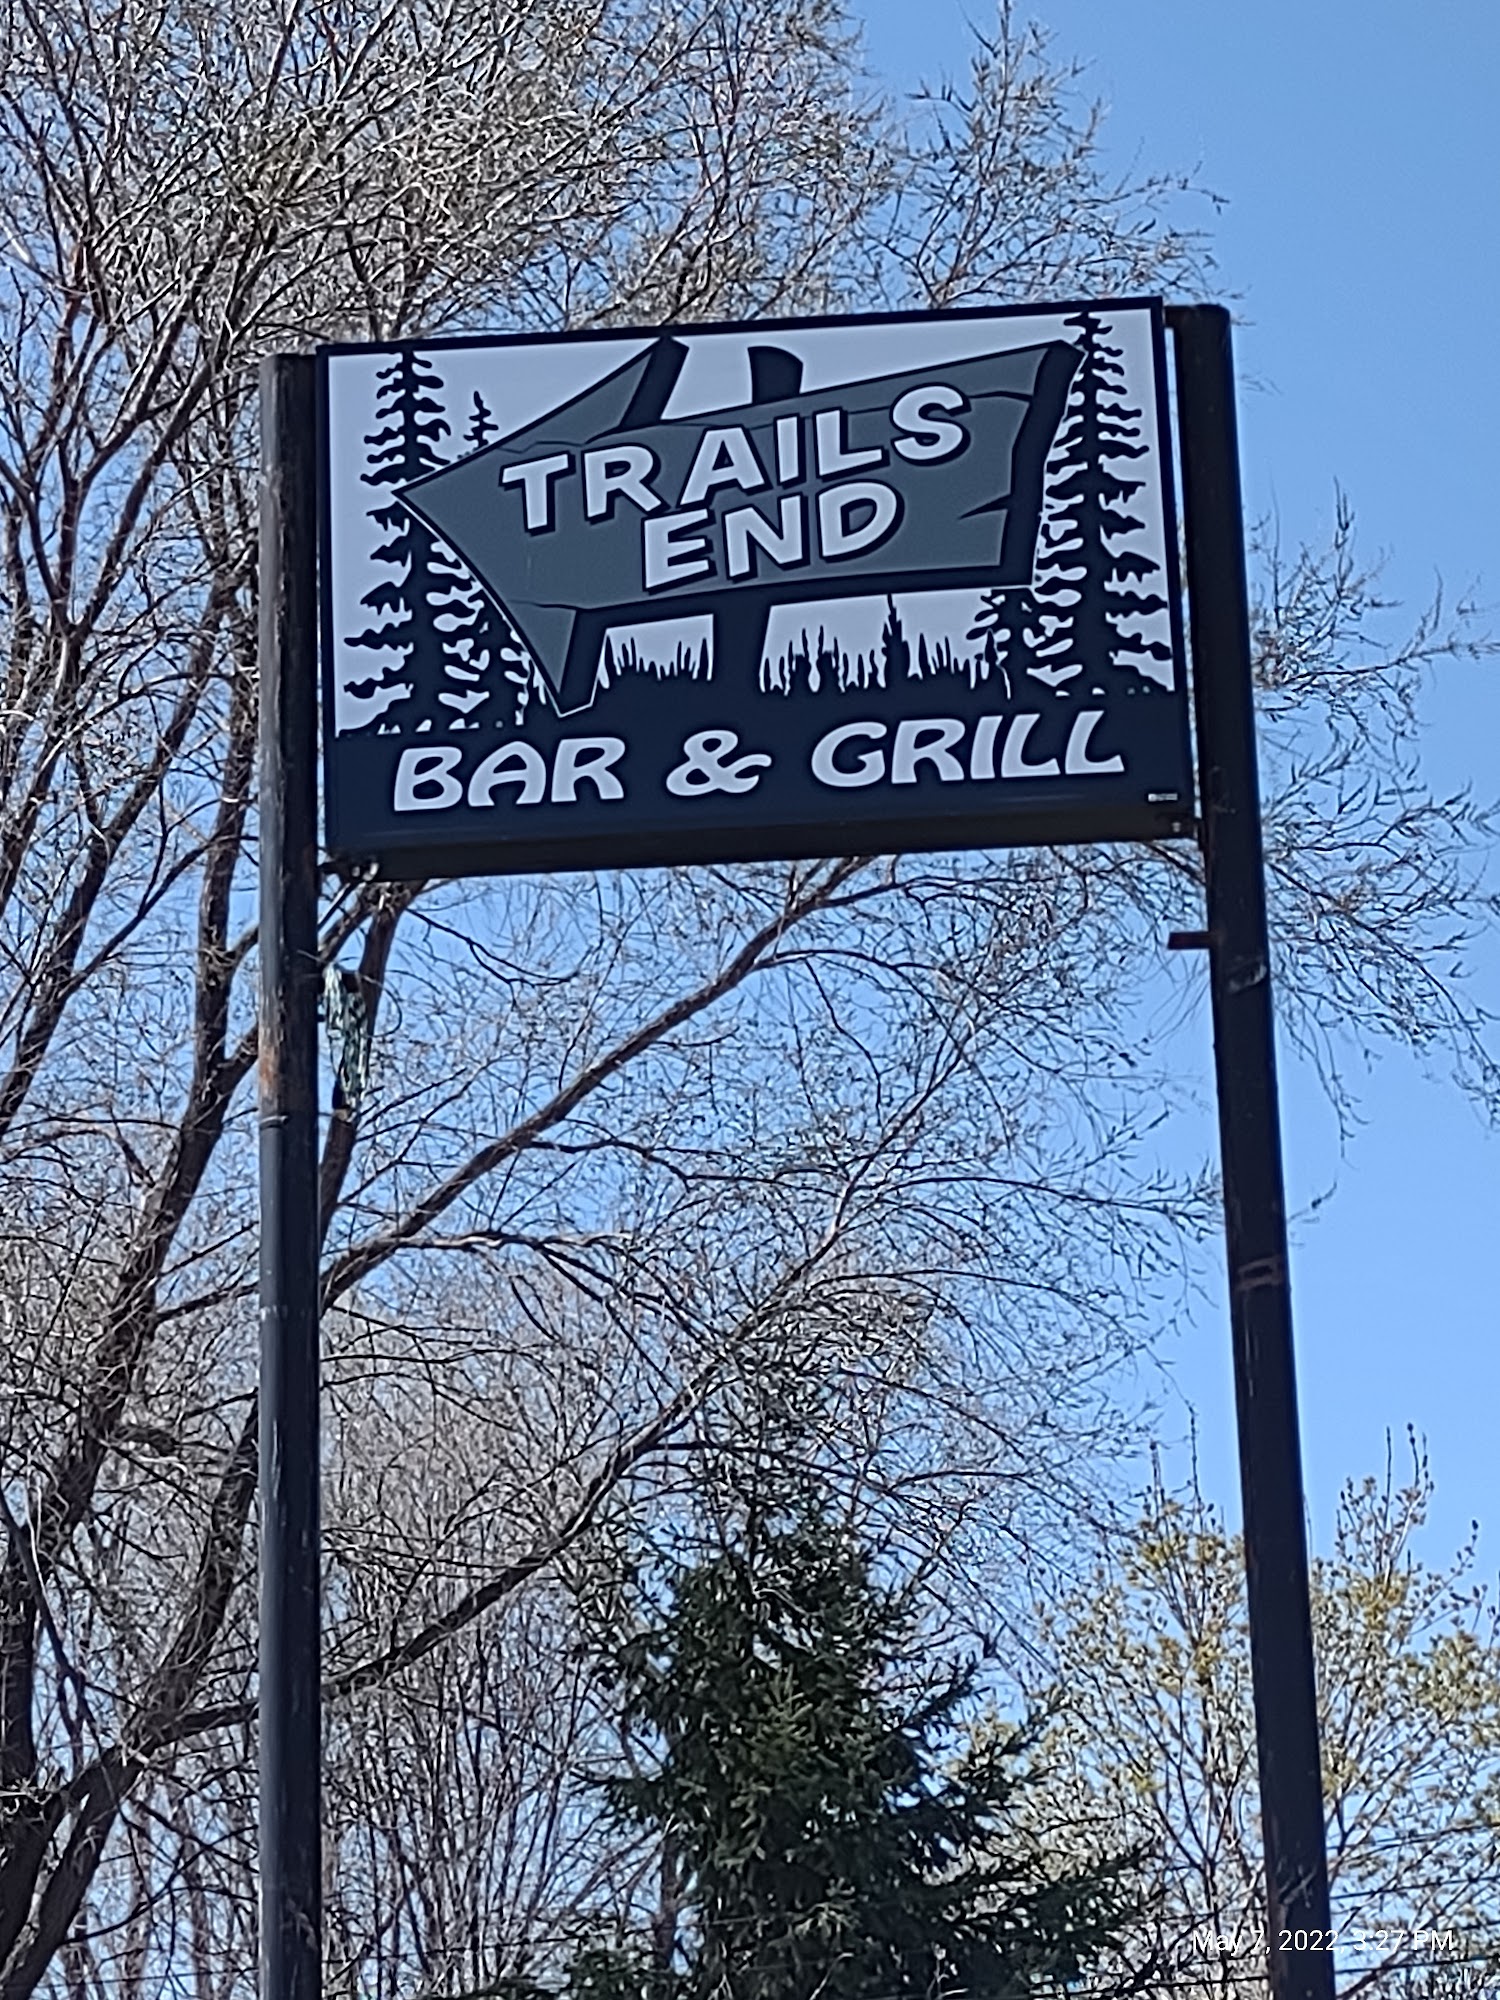 TRAILS
END
BAR & GRILL
May 7, 2022, 3:27 PM